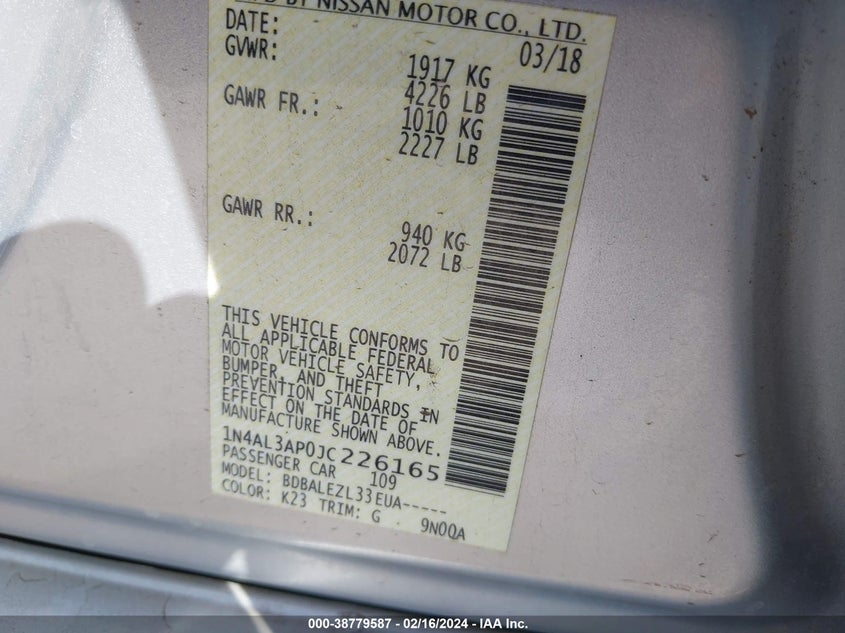 MFD BY NISSAN MOTOR CO., LTD.
DATE: 03/18
GVWR: 1917 KG
4226 LB
GAWR FR.: 1010 KG
2227 LB
GAWR RR.: 940 KG
2072 LB
THIS VEHICLE CONFORMS TO
ALL APPLICABLE FEDERAL
MOTOR VEHICLE SAFETY,
BUMPER, AND THEFT
PREVENTION STANDARDS IN
EFFECT ON THE DATE OF
MANUFACTURE SHOWN ABOVE.
1N4AL3AP0JC226165
PASSENGER CAR 109
MODEL: BDBALEZL33EUA-----
COLOR: K23 TRIM: G 9N0QA
000-38779587 - 02/16/2024 - IAA Inc.